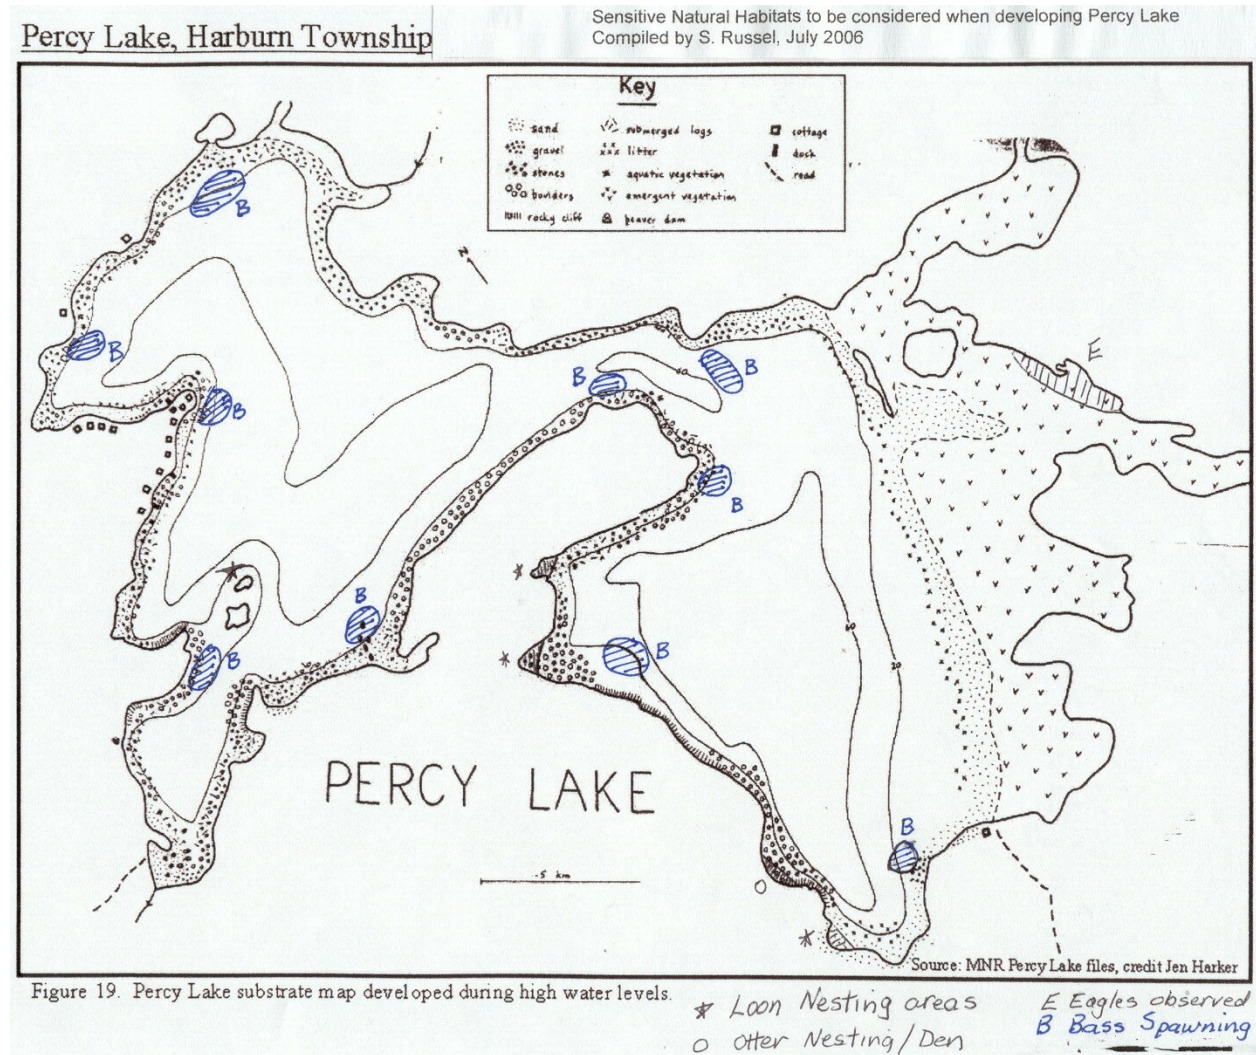 Percy Lake, Harburn Township
Sensitive Natural Habitats to be considered when developing Percy Lake
Compiled by S. Russel, July 2006
Key
sand
gravel
stones
boulders
rocky cliff
submerged logs
litter
aquatic vegetation
emergent vegetation
beaver dam
cottage
dock
road
N
B
B
B
B
B
B
B
B
B
B
B
E
20
PERCY LAKE
.5 km
Source: MNR Percy Lake files, credit Jen Harker
Figure 19. Percy Lake substrate map developed during high water levels.
* Loon Nesting areas
O Otter Nesting/Den
E Eagles observed
B Bass Spawning